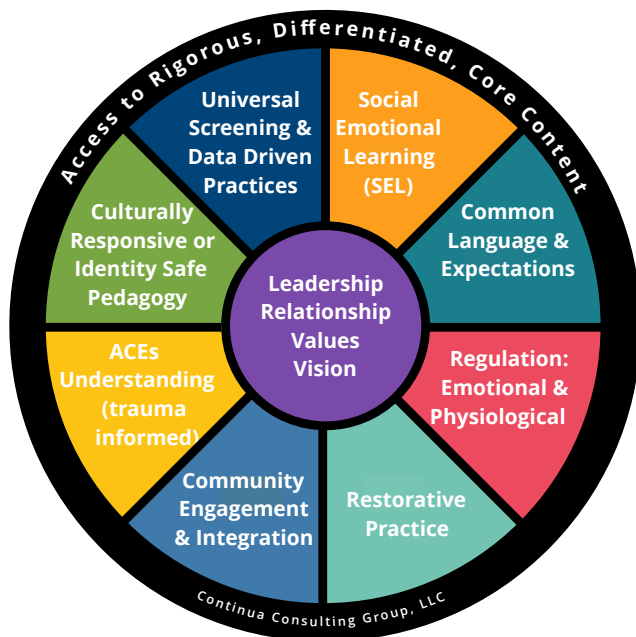 Access to Rigorous, Differentiated, Core Content
Universal
Screening &
Data Driven
Practices
Social
Emotional
Learning
(SEL)
Common
Language &
Expectations
Regulation:
Emotional &
Physiological
Restorative
Practice
Community
Engagement
& Integration
ACEs
Understanding
(trauma
informed)
Culturally
Responsive or
Identity Safe
Pedagogy
Leadership
Relationship
Values
Vision
Continua Consulting Group, LLC